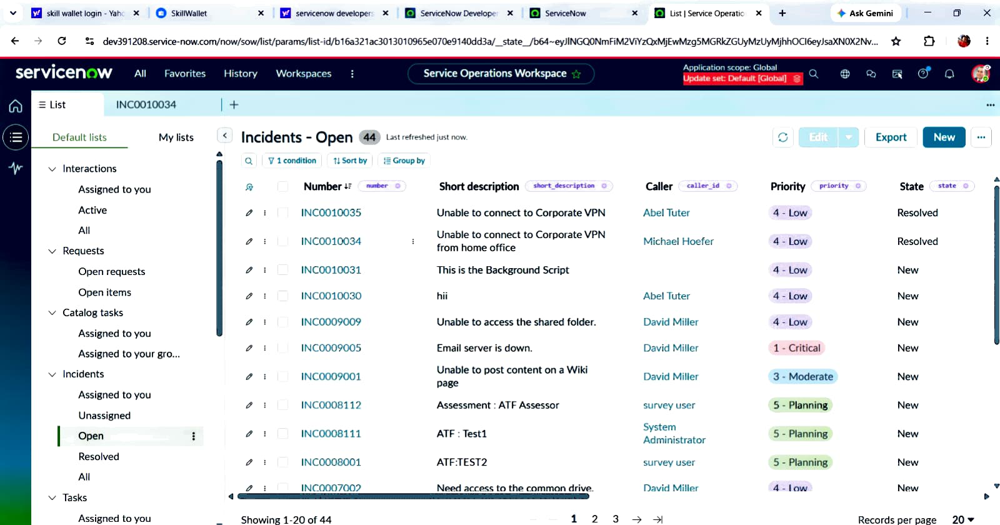 skill wallet login - Yaho
SkillWallet
servicenow developers
ServiceNow Developer
ServiceNow
List | Service Operatio
Ask Gemini
dev391208.service-now.com/now/sow/list/params/list-id/b16a321ac3013010965e070e9140dd3a/__state__/b64~eyJlNGQ0NmFiM2ViYzQxMjEwMzg5MGRkZGUyMzUyMjhhOCI6eyJsaXN0X2Nv...
servicenow
All
Favorites
History
Workspaces
Service Operations Workspace
Application scope: Global
Update set: Default [Global]
List
INC0010034
Default lists
My lists
Interactions
Assigned to you
Active
All
Requests
Open requests
Open items
Catalog tasks
Assigned to you
Assigned to your gro...
Incidents
Assigned to you
Unassigned
Open
Resolved
All
Tasks
Assigned to you
Incidents - Open 44 Last refreshed just now.
Edit
Export
New
1 condition
Sort by
Group by
Number number Short description short_description Caller caller_id Priority priority State state
INC0010035 Unable to connect to Corporate VPN Abel Tuter 4 - Low Resolved
INC0010034 Unable to connect to Corporate VPN from home office Michael Hoefer 4 - Low Resolved
INC0010031 This is the Background Script 4 - Low New
INC0010030 hii Abel Tuter 4 - Low New
INC0009009 Unable to access the shared folder. David Miller 4 - Low New
INC0009005 Email server is down. David Miller 1 - Critical New
INC0009001 Unable to post content on a Wiki page David Miller 3 - Moderate New
INC0008112 Assessment : ATF Assessor survey user 5 - Planning New
INC0008111 ATF : Test1 System Administrator 5 - Planning New
INC0008001 ATF:TEST2 survey user 5 - Planning New
INC0007002 Need access to the common drive. David Miller 4 - Low New
Showing 1-20 of 44
1 2 3
Records per page 20